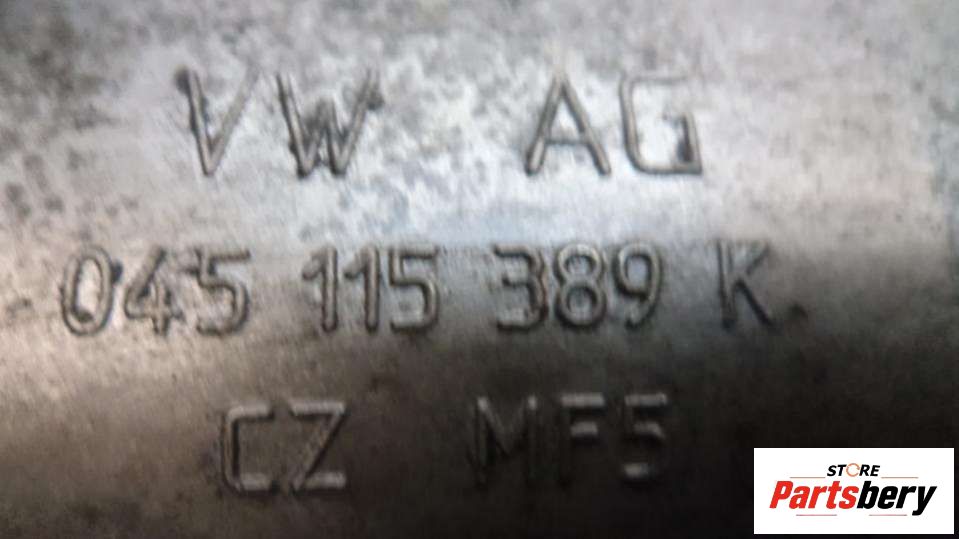 VW AG
045 115 389 K
CZ MF5
STORE
Partsbery